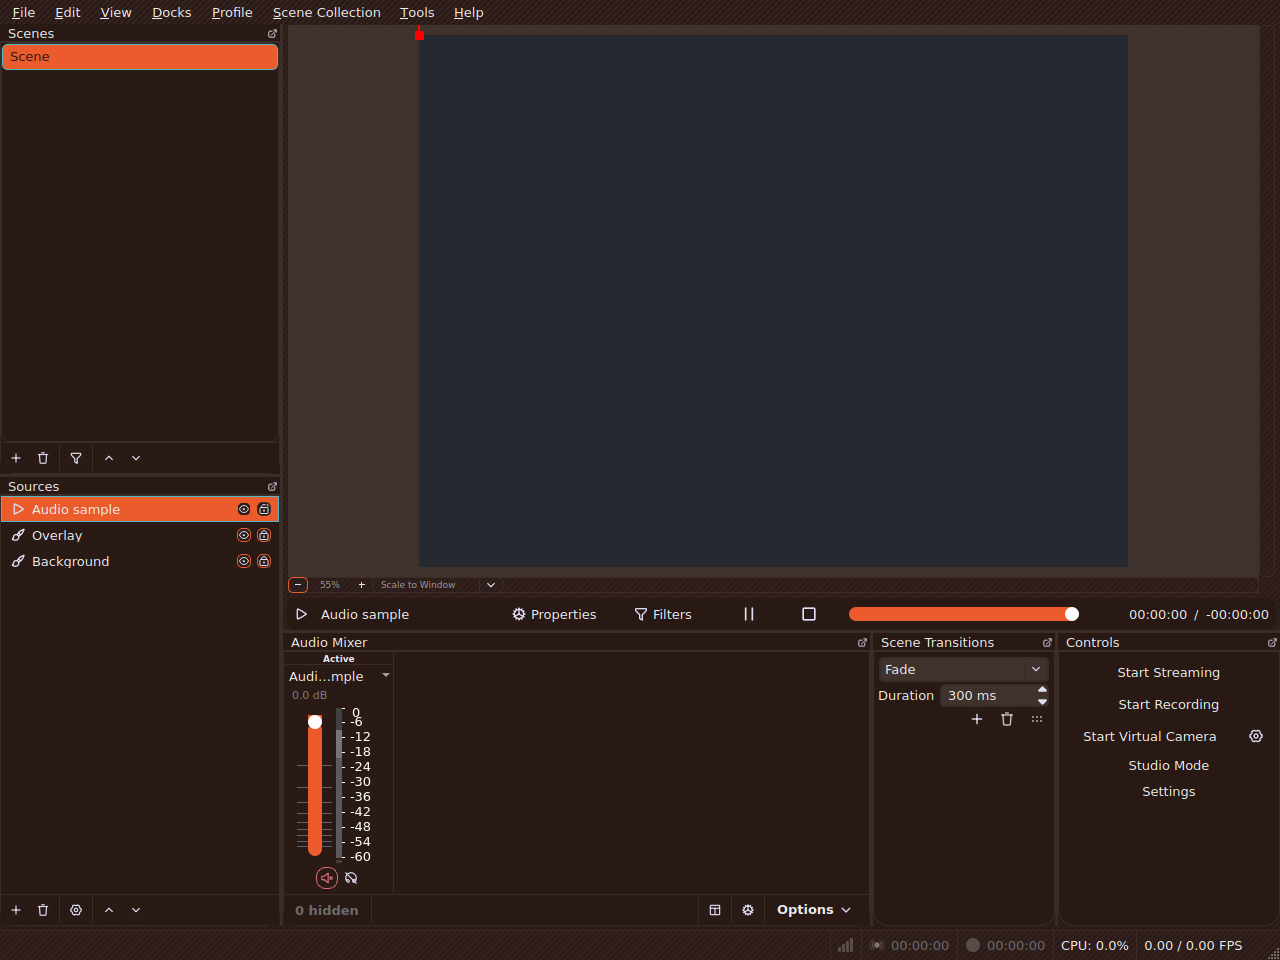 File Edit View Docks Profile Scene Collection Tools Help
Scenes
Scene
Sources
Audio sample
Overlay
Background
55% Scale to Window
Audio sample Properties Filters 00:00:00 / -00:00:00
Audio Mixer
Active
Audi...mple
0.0 dB
0
-6
-12
-18
-24
-30
-36
-42
-48
-54
-60
0 hidden Options
Scene Transitions
Fade
Duration 300 ms
Controls
Start Streaming
Start Recording
Start Virtual Camera
Studio Mode
Settings
00:00:00 00:00:00 CPU: 0.0% 0.00 / 0.00 FPS